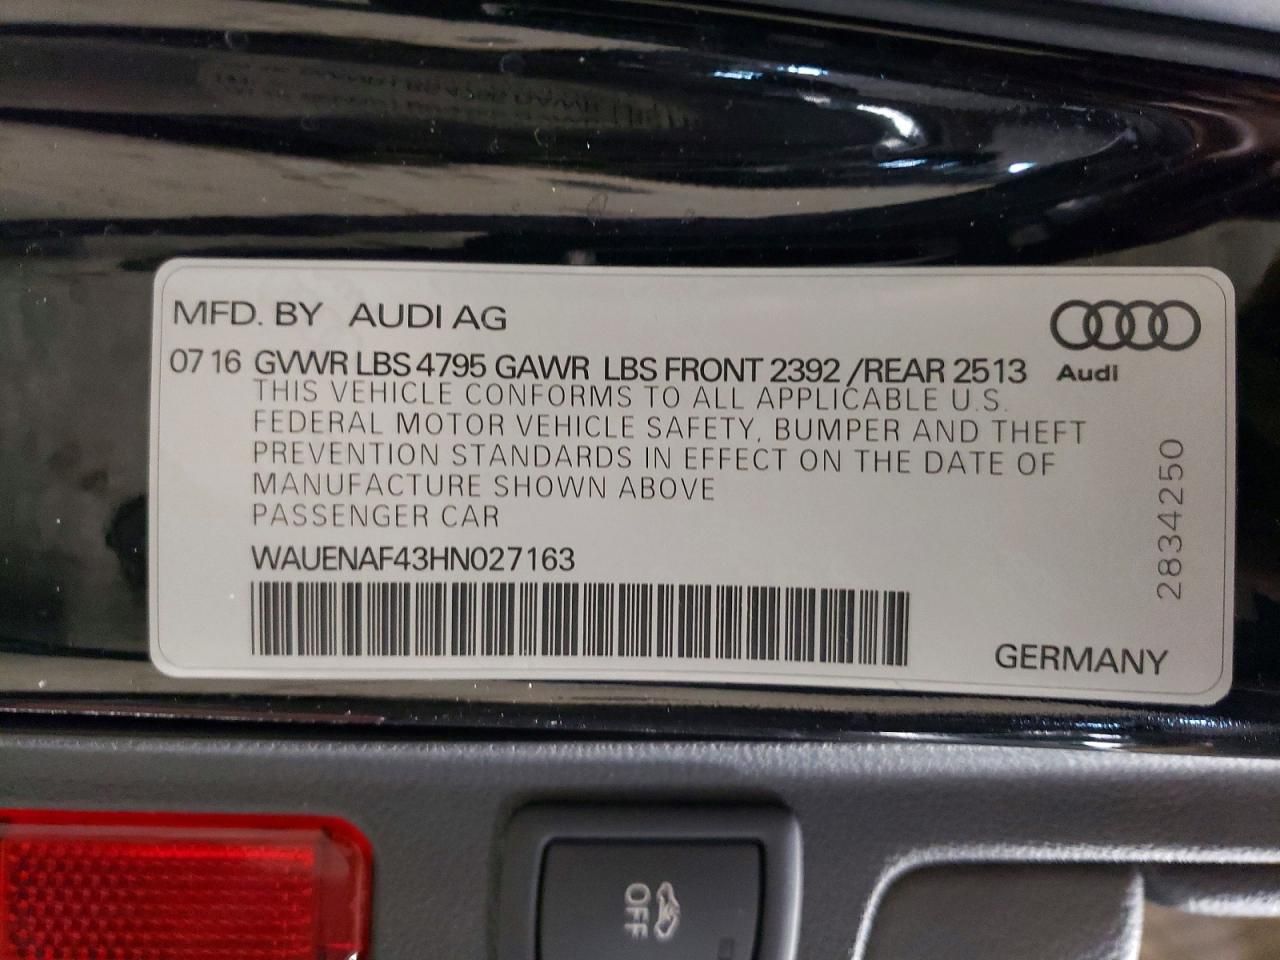 MFD. BY AUDI AG
07 16 GVWR LBS 4795 GAWR LBS FRONT 2392 /REAR 2513
Audi
THIS VEHICLE CONFORMS TO ALL APPLICABLE U.S.
FEDERAL MOTOR VEHICLE SAFETY, BUMPER AND THEFT
PREVENTION STANDARDS IN EFFECT ON THE DATE OF
MANUFACTURE SHOWN ABOVE
PASSENGER CAR
WAUENAF43HN027163
2834250
GERMANY
OFF